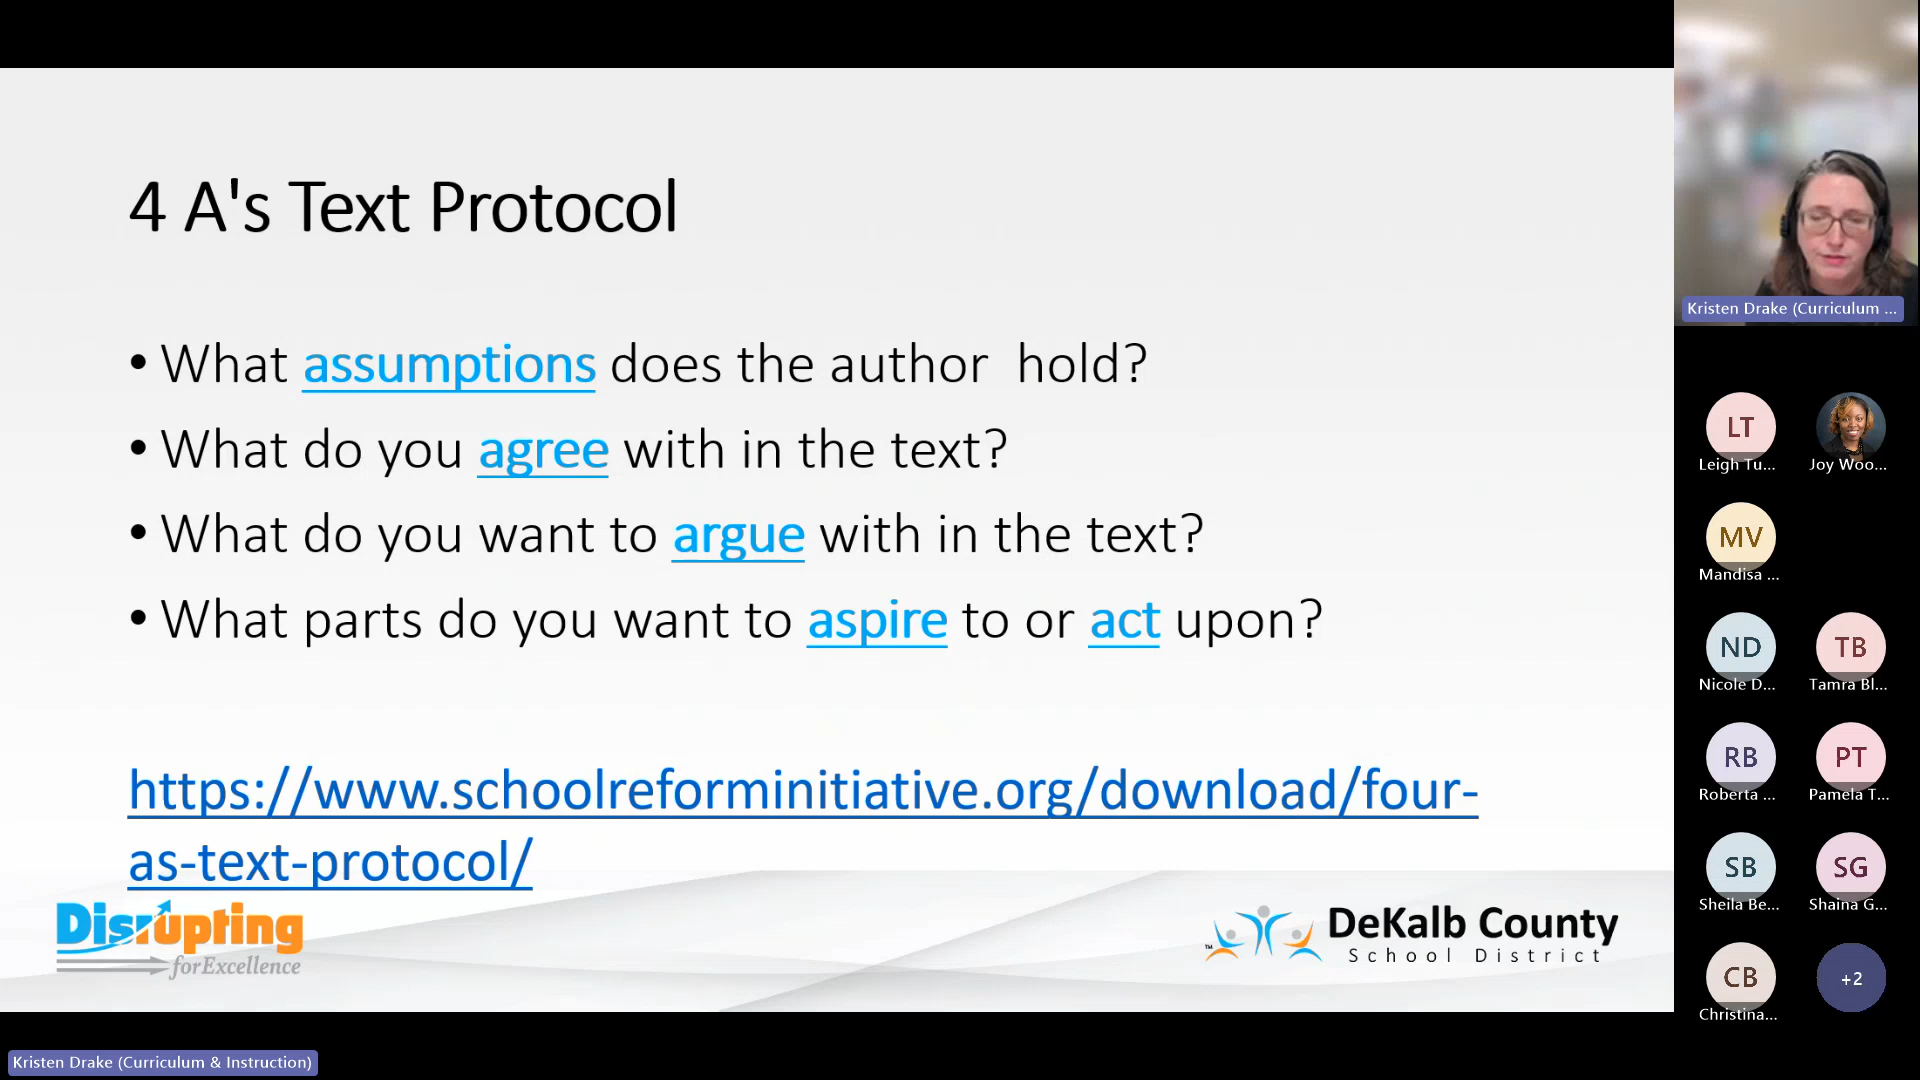 4 A's Text Protocol
• What assumptions does the author  hold?
• What do you agree with in the text?
• What do you want to argue with in the text?
• What parts do you want to aspire to or act upon?
https://www.schoolreforminitiative.org/download/four-
as-text-protocol/
Disrupting
for Excellence
DeKalb County
School District
TM
Kristen Drake (Curriculum ...
LT
Leigh Tu...
Joy Woo...
MV
Mandisa ...
ND
Nicole D...
TB
Tamra Bl...
RB
Roberta ...
PT
Pamela T...
SB
Sheila Be...
SG
Shaina G...
CB
Christina...
+2
Kristen Drake (Curriculum & Instruction)